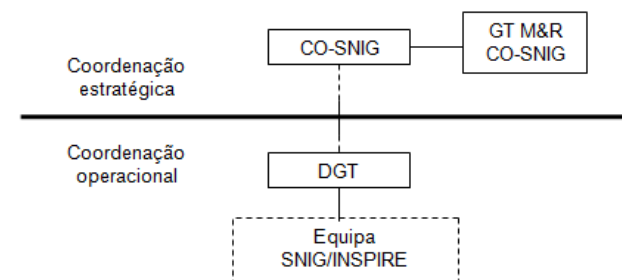 CO-SNIG
GT M&R
CO-SNIG
Coordenação
estratégica
Coordenação
operacional
DGT
Equipa
SNIG/INSPIRE